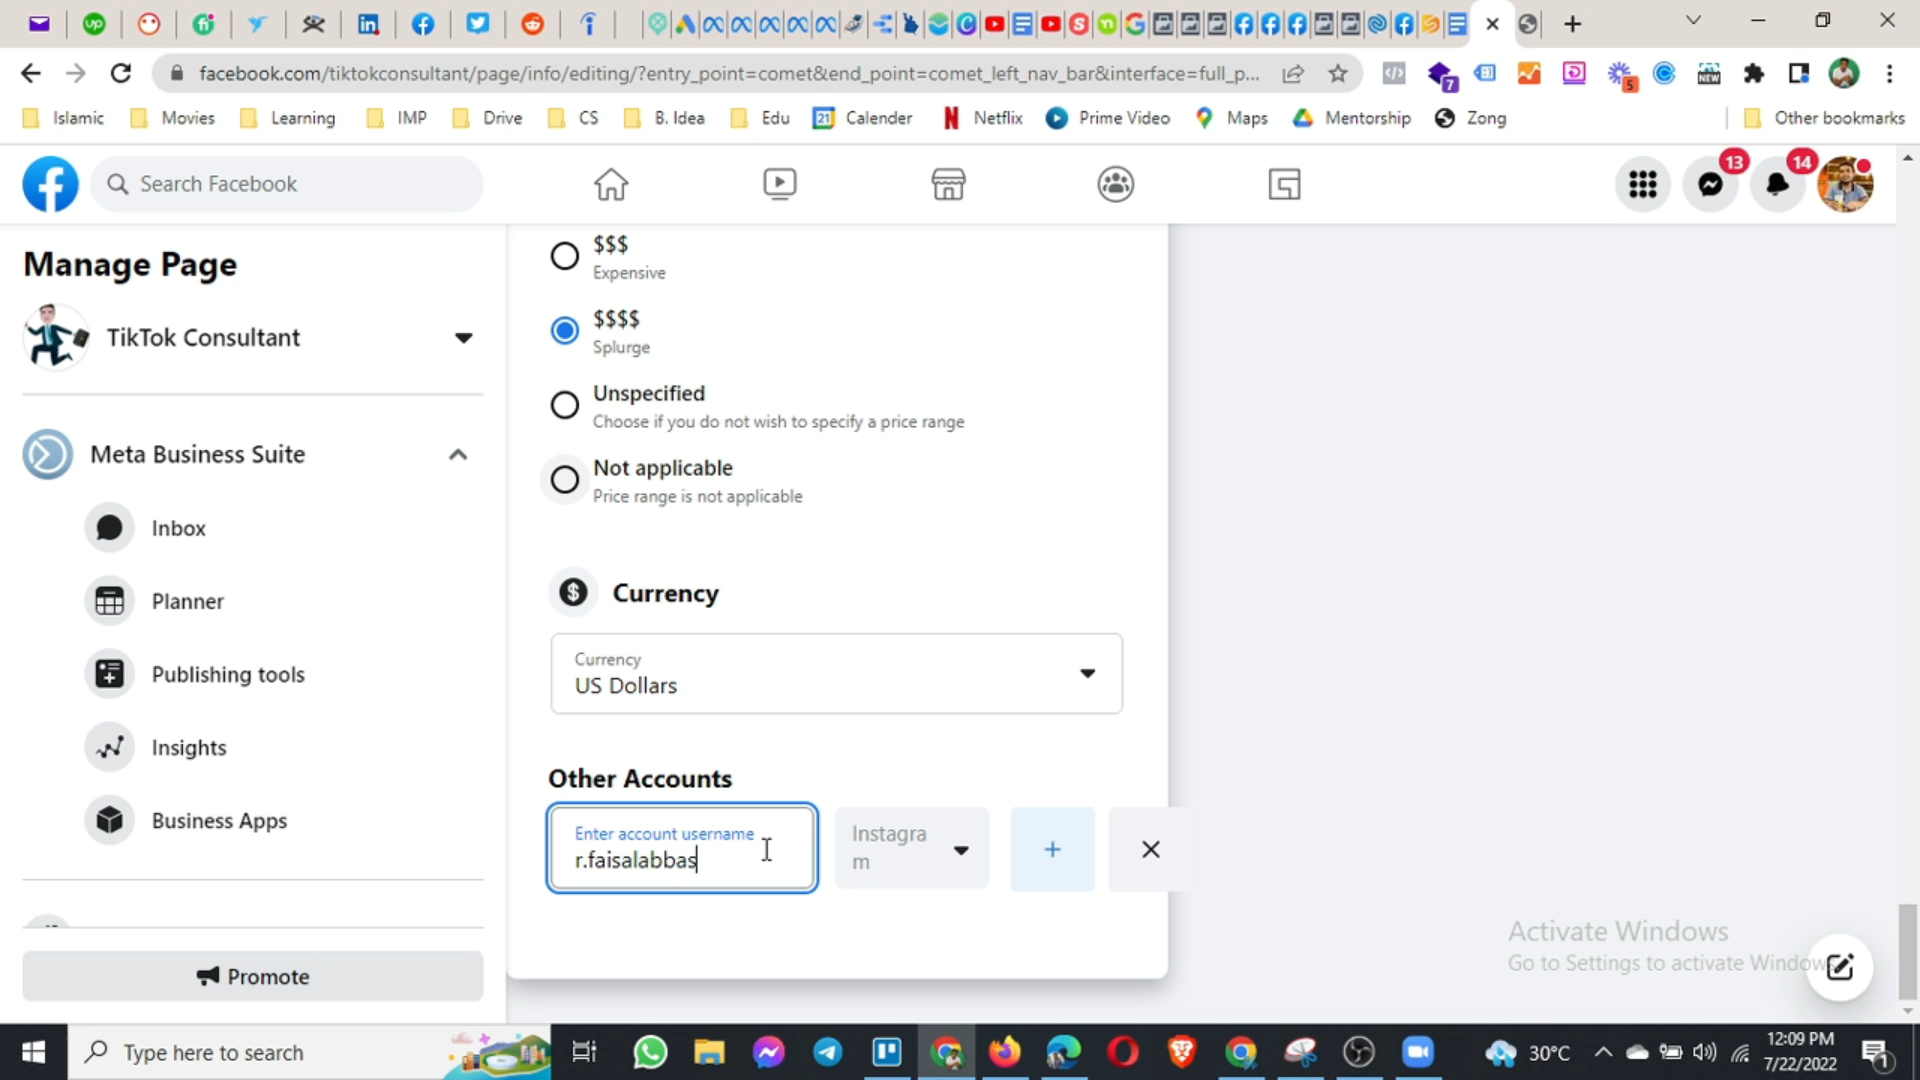 facebook.com/tiktokconsultant/page/info/editing/?entry_point=comet&end_point=comet_left_nav_bar&interface=full_p...
7
5
NEW
Islamic
Movies
Learning
IMP
Drive
CS
B. Idea
Edu
Calender
Netflix
Prime Video
Maps
Mentorship
Zong
Other bookmarks
Search Facebook
13
14
Manage Page
TikTok Consultant
Meta Business Suite
Inbox
Planner
Publishing tools
Insights
Business Apps
Promote
$$$
Expensive
$$$$
Splurge
Unspecified
Choose if you do not wish to specify a price range
Not applicable
Price range is not applicable
Currency
Currency
US Dollars
Other Accounts
Enter account username
r.faisalabbas
Instagra
m
Activate Windows
Go to Settings to activate Windows
Type here to search
30°C
12:09 PM
7/22/2022
1